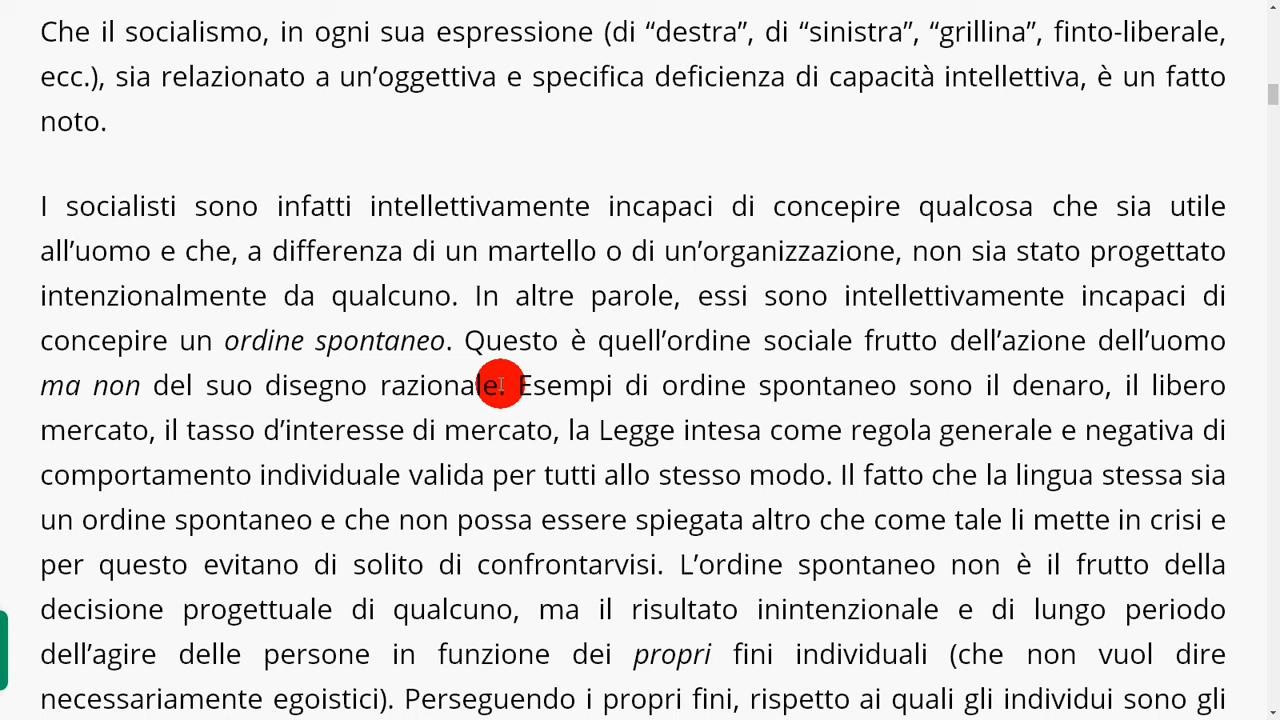 Che il socialismo, in ogni sua espressione (di “destra”, di “sinistra”, “grillina”, finto-liberale,
ecc.), sia relazionato a un’oggettiva e specifica deficienza di capacità intellettiva, è un fatto
noto.
I socialisti sono infatti intellettivamente incapaci di concepire qualcosa che sia utile
all’uomo e che, a differenza di un martello o di un’organizzazione, non sia stato progettato
intenzionalmente da qualcuno. In altre parole, essi sono intellettivamente incapaci di
concepire un ordine spontaneo. Questo è quell’ordine sociale frutto dell’azione dell’uomo
ma non del suo disegno razionale. Esempi di ordine spontaneo sono il denaro, il libero
mercato, il tasso d’interesse di mercato, la Legge intesa come regola generale e negativa di
comportamento individuale valida per tutti allo stesso modo. Il fatto che la lingua stessa sia
un ordine spontaneo e che non possa essere spiegata altro che come tale li mette in crisi e
per questo evitano di solito di confrontarvisi. L’ordine spontaneo non è il frutto della
decisione progettuale di qualcuno, ma il risultato inintenzionale e di lungo periodo
dell’agire delle persone in funzione dei propri fini individuali (che non vuol dire
necessariamente egoistici). Perseguendo i propri fini, rispetto ai quali gli individui sono gli